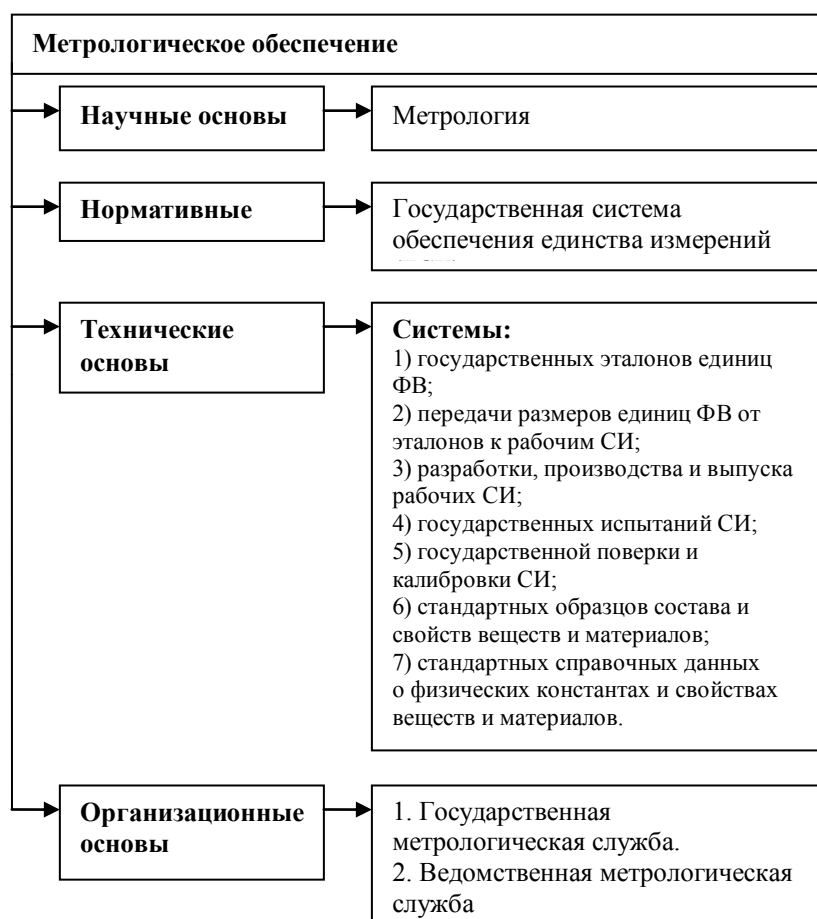 Метрологическое обеспечение
Научные основы
Метрология
Нормативные
Государственная система
обеспечения единства измерений
Технические
основы
Системы:
1) государственных эталонов единиц
ФВ;
2) передачи размеров единиц ФВ от
эталонов к рабочим СИ;
3) разработки, производства и выпуска
рабочих СИ;
4) государственных испытаний СИ;
5) государственной поверки и
калибровки СИ;
6) стандартных образцов состава и
свойств веществ и материалов;
7) стандартных справочных данных
о физических константах и свойствах
веществ и материалов.
Организационные
основы
1. Государственная
метрологическая служба.
2. Ведомственная метрологическая
служба